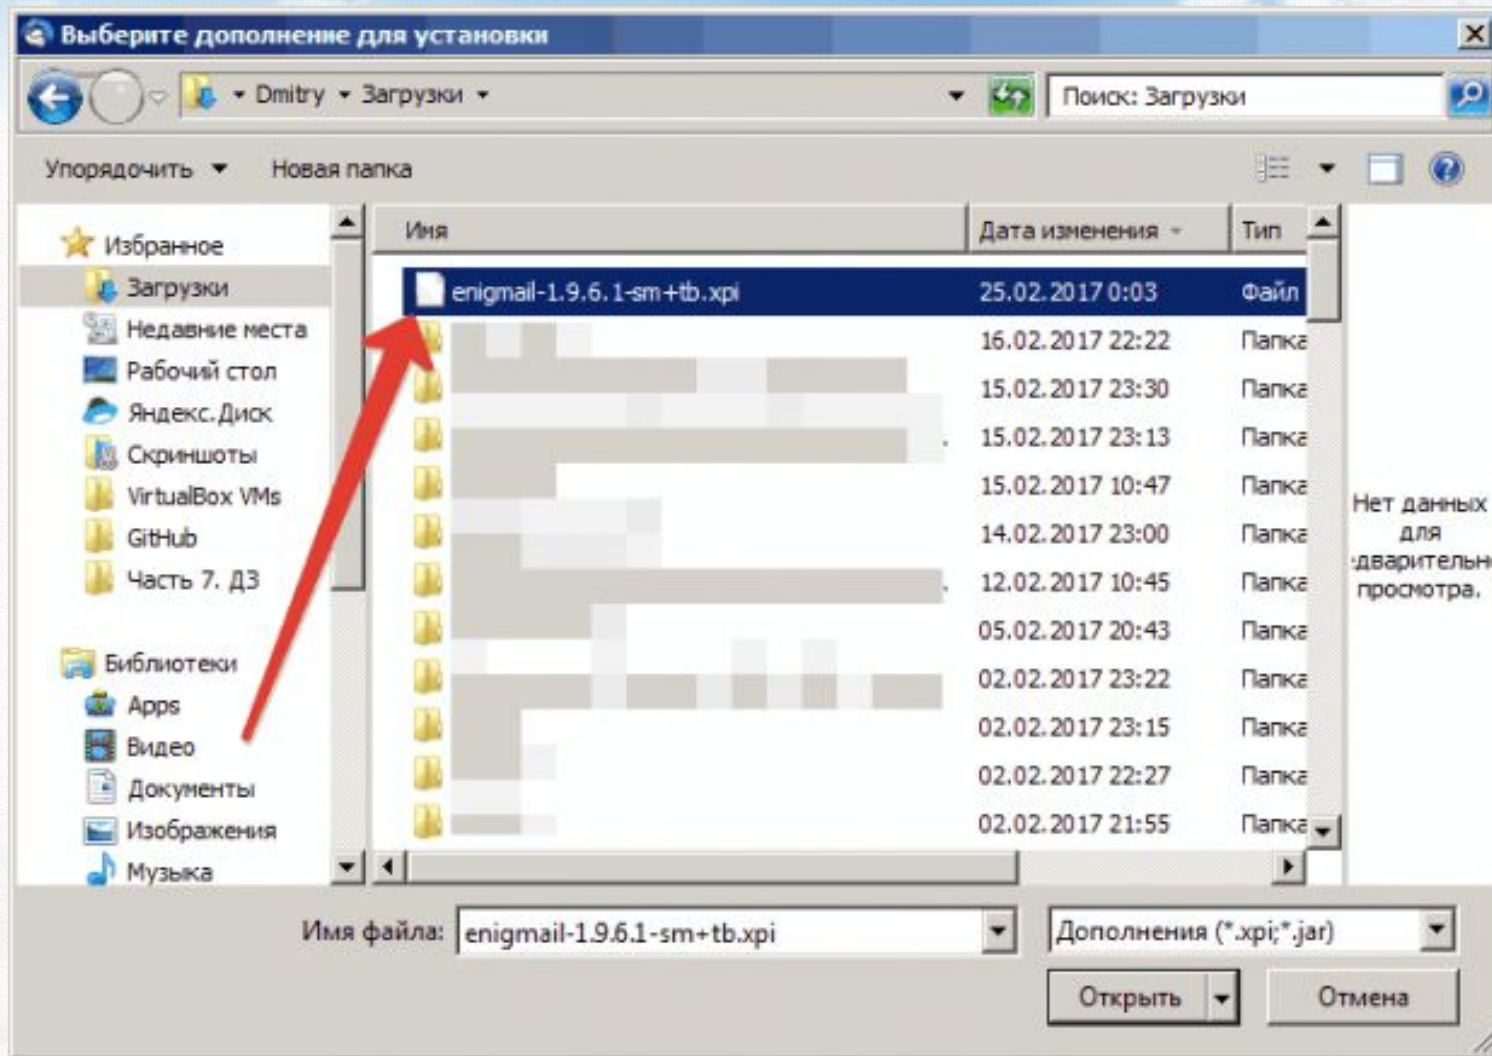 Выберите дополнение для установки
Dmitry Загрузки
Поиск: Загрузки
Упорядочить Новая папка
Избранное
Загрузки
Недавние места
Рабочий стол
Яндекс.Диск
Скриншоты
VirtualBox VMs
GitHub
Часть 7. ДЗ
Библиотеки
Apps
Видео
Документы
Изображения
Музыка
Имя Дата изменения Тип
enigmail-1.9.6.1-sm+tb.xpi 25.02.2017 0:03 Файл
16.02.2017 22:22 Папка
15.02.2017 23:30 Папка
15.02.2017 23:13 Папка
15.02.2017 10:47 Папка
14.02.2017 23:00 Папка
12.02.2017 10:45 Папка
05.02.2017 20:43 Папка
02.02.2017 23:22 Папка
02.02.2017 23:15 Папка
02.02.2017 22:27 Папка
02.02.2017 21:55 Папка
Нет данных
для
дварительн
просмотра.
Имя файла: enigmail-1.9.6.1-sm+tb.xpi Дополнения (*.xpi;*.jar)
Открыть Отмена